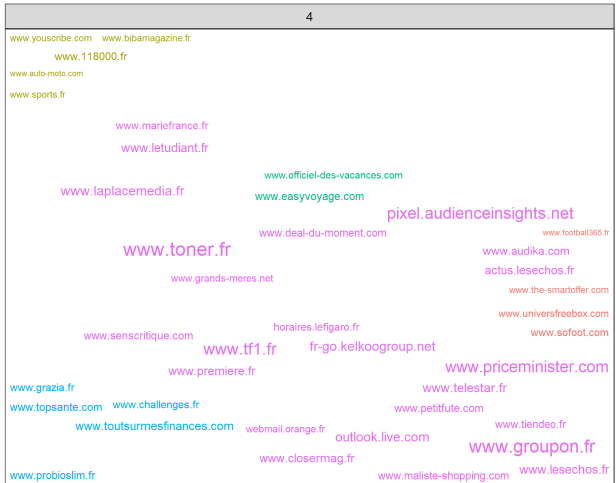 4
www.youscribe.com www.bibamagazine.fr
www.118000.fr
www.auto-moto.com
www.sports.fr
www.mariefrance.fr
www.letudiant.fr
www.officiel-des-vacances.com
www.laplacemedia.fr
www.easyvoyage.com
pixel.audienceinsights.net
www.deal-du-moment.com
www.football365.fr
www.toner.fr
www.audika.com
actus.lesechos.fr
www.grands-meres.net
www.the-smartoffer.com
www.universfreebox.com
horaires.lefigaro.fr
www.sofoot.com
www.senscritique.com
www.tf1.fr
fr-go.kelkoogroup.net
www.priceminister.com
www.premiere.fr
www.grazia.fr
www.telestar.fr
www.topsante.com
www.challenges.fr
www.petitfute.com
www.toutsurmesfinances.com
webmail.orange.fr
www.tiendeo.fr
outlook.live.com
www.groupon.fr
www.closermag.fr
www.lesechos.fr
www.probioslim.fr
www.maliste-shopping.com